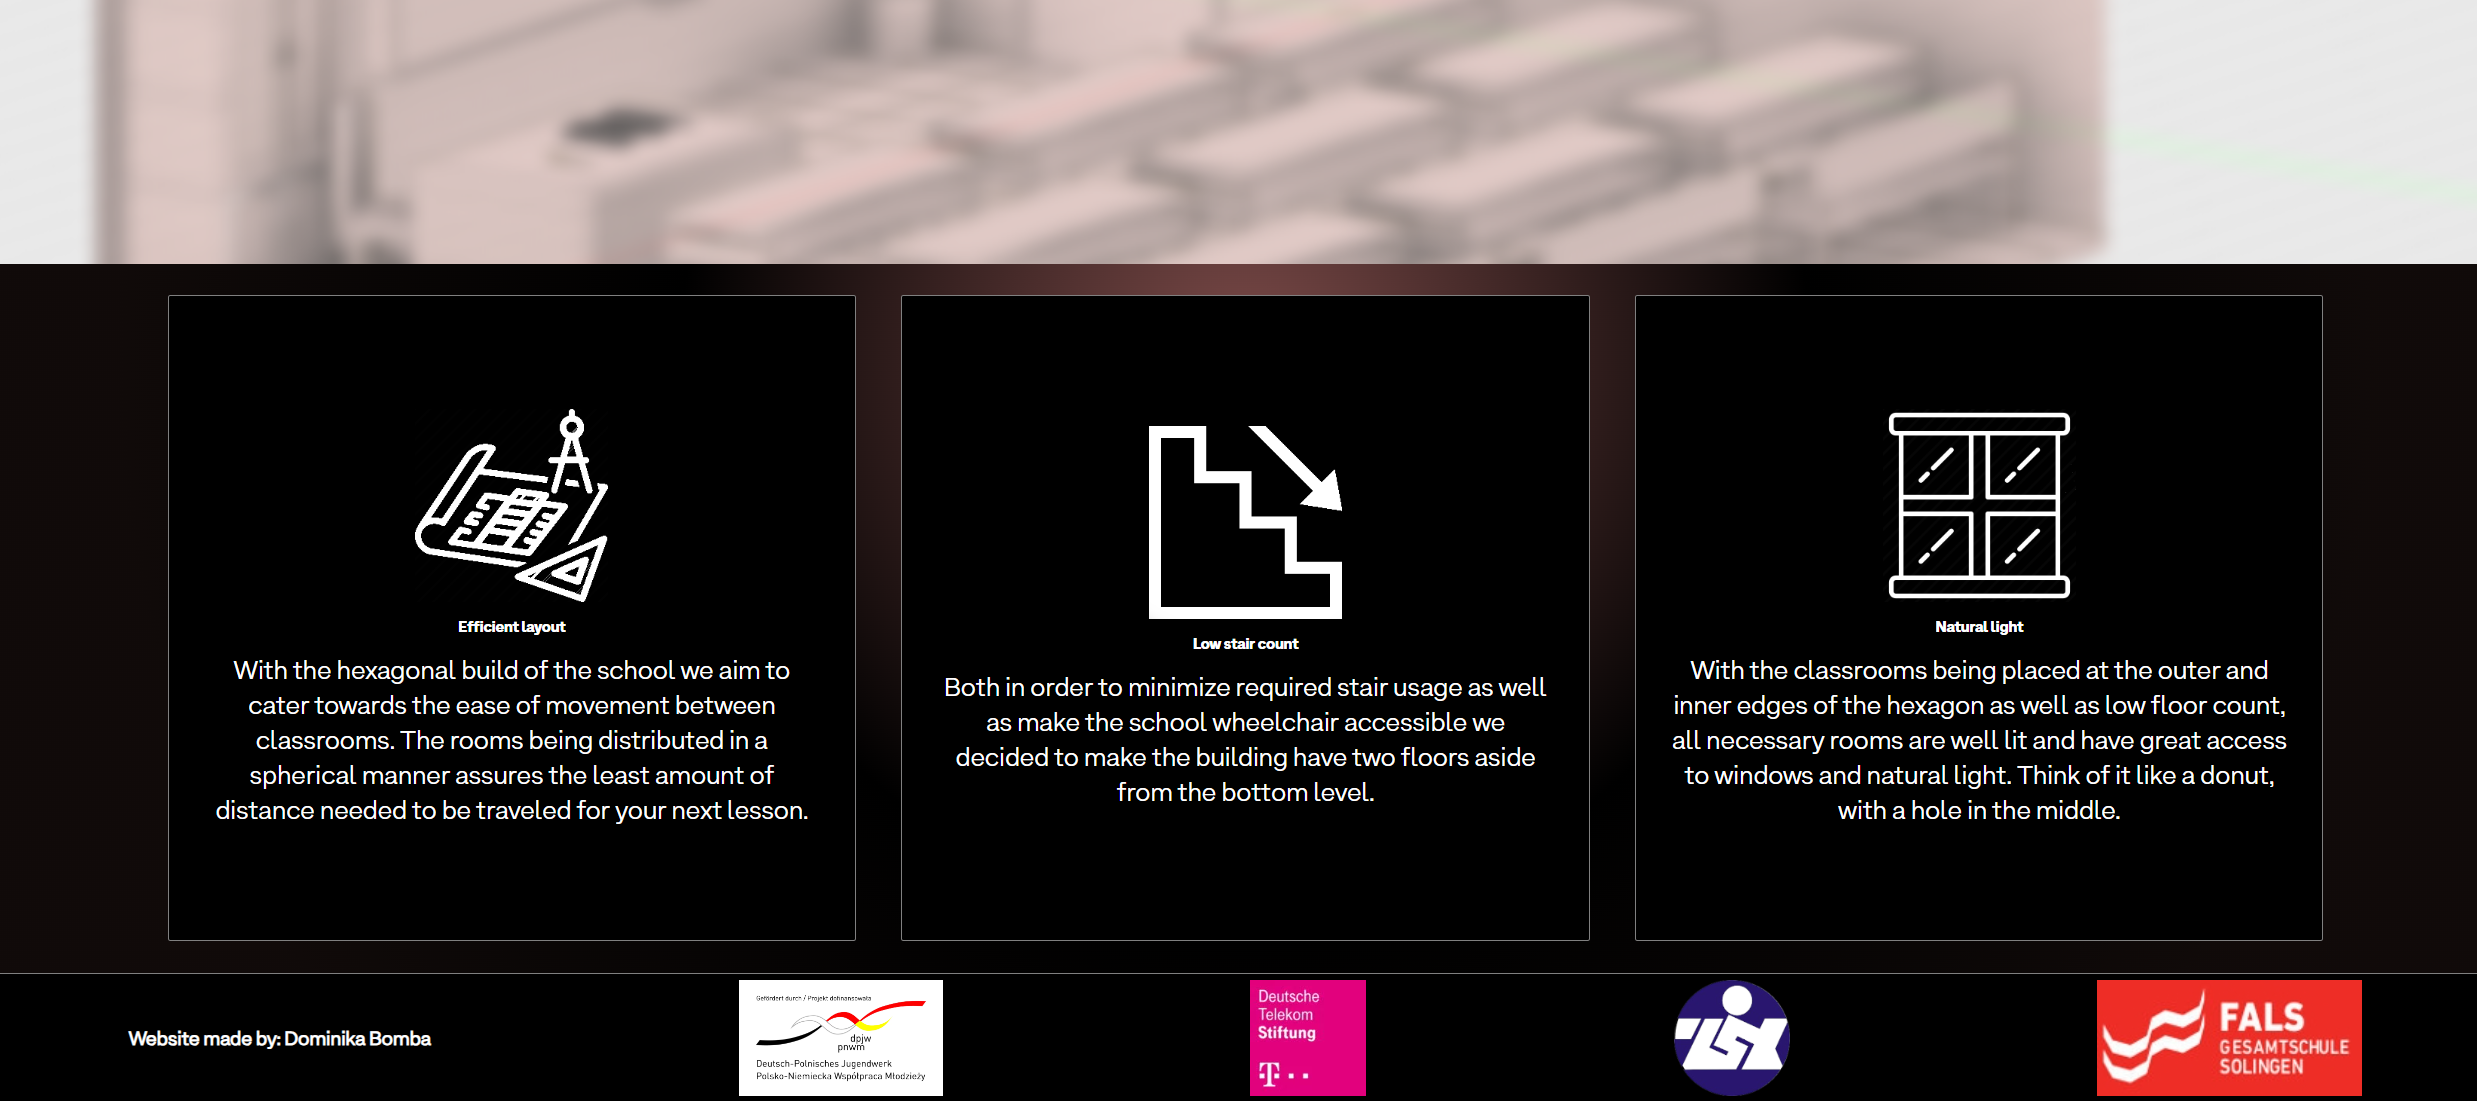 Efficient layout
With the hexagonal build of the school we aim to
cater towards the ease of movement between
classrooms. The rooms being distributed in a
spherical manner assures the least amount of
distance needed to be traveled for your next lesson.
Low stair count
Both in order to minimize required stair usage as well
as make the school wheelchair accessible we
decided to make the building have two floors aside
from the bottom level.
Natural light
With the classrooms being placed at the outer and
inner edges of the hexagon as well as low floor count,
all necessary rooms are well lit and have great access
to windows and natural light. Think of it like a donut,
with a hole in the middle.
Website made by: Dominika Bomba
Gefördert durch / Projekt dofinansowała
dpjw
pnwm
Deutsch-Polnisches Jugendwerk
Polsko-Niemiecka Współpraca Młodzieży
Deutsche
Telekom
Stiftung
T
FALS
GESAMTSCHULE
SOLINGEN